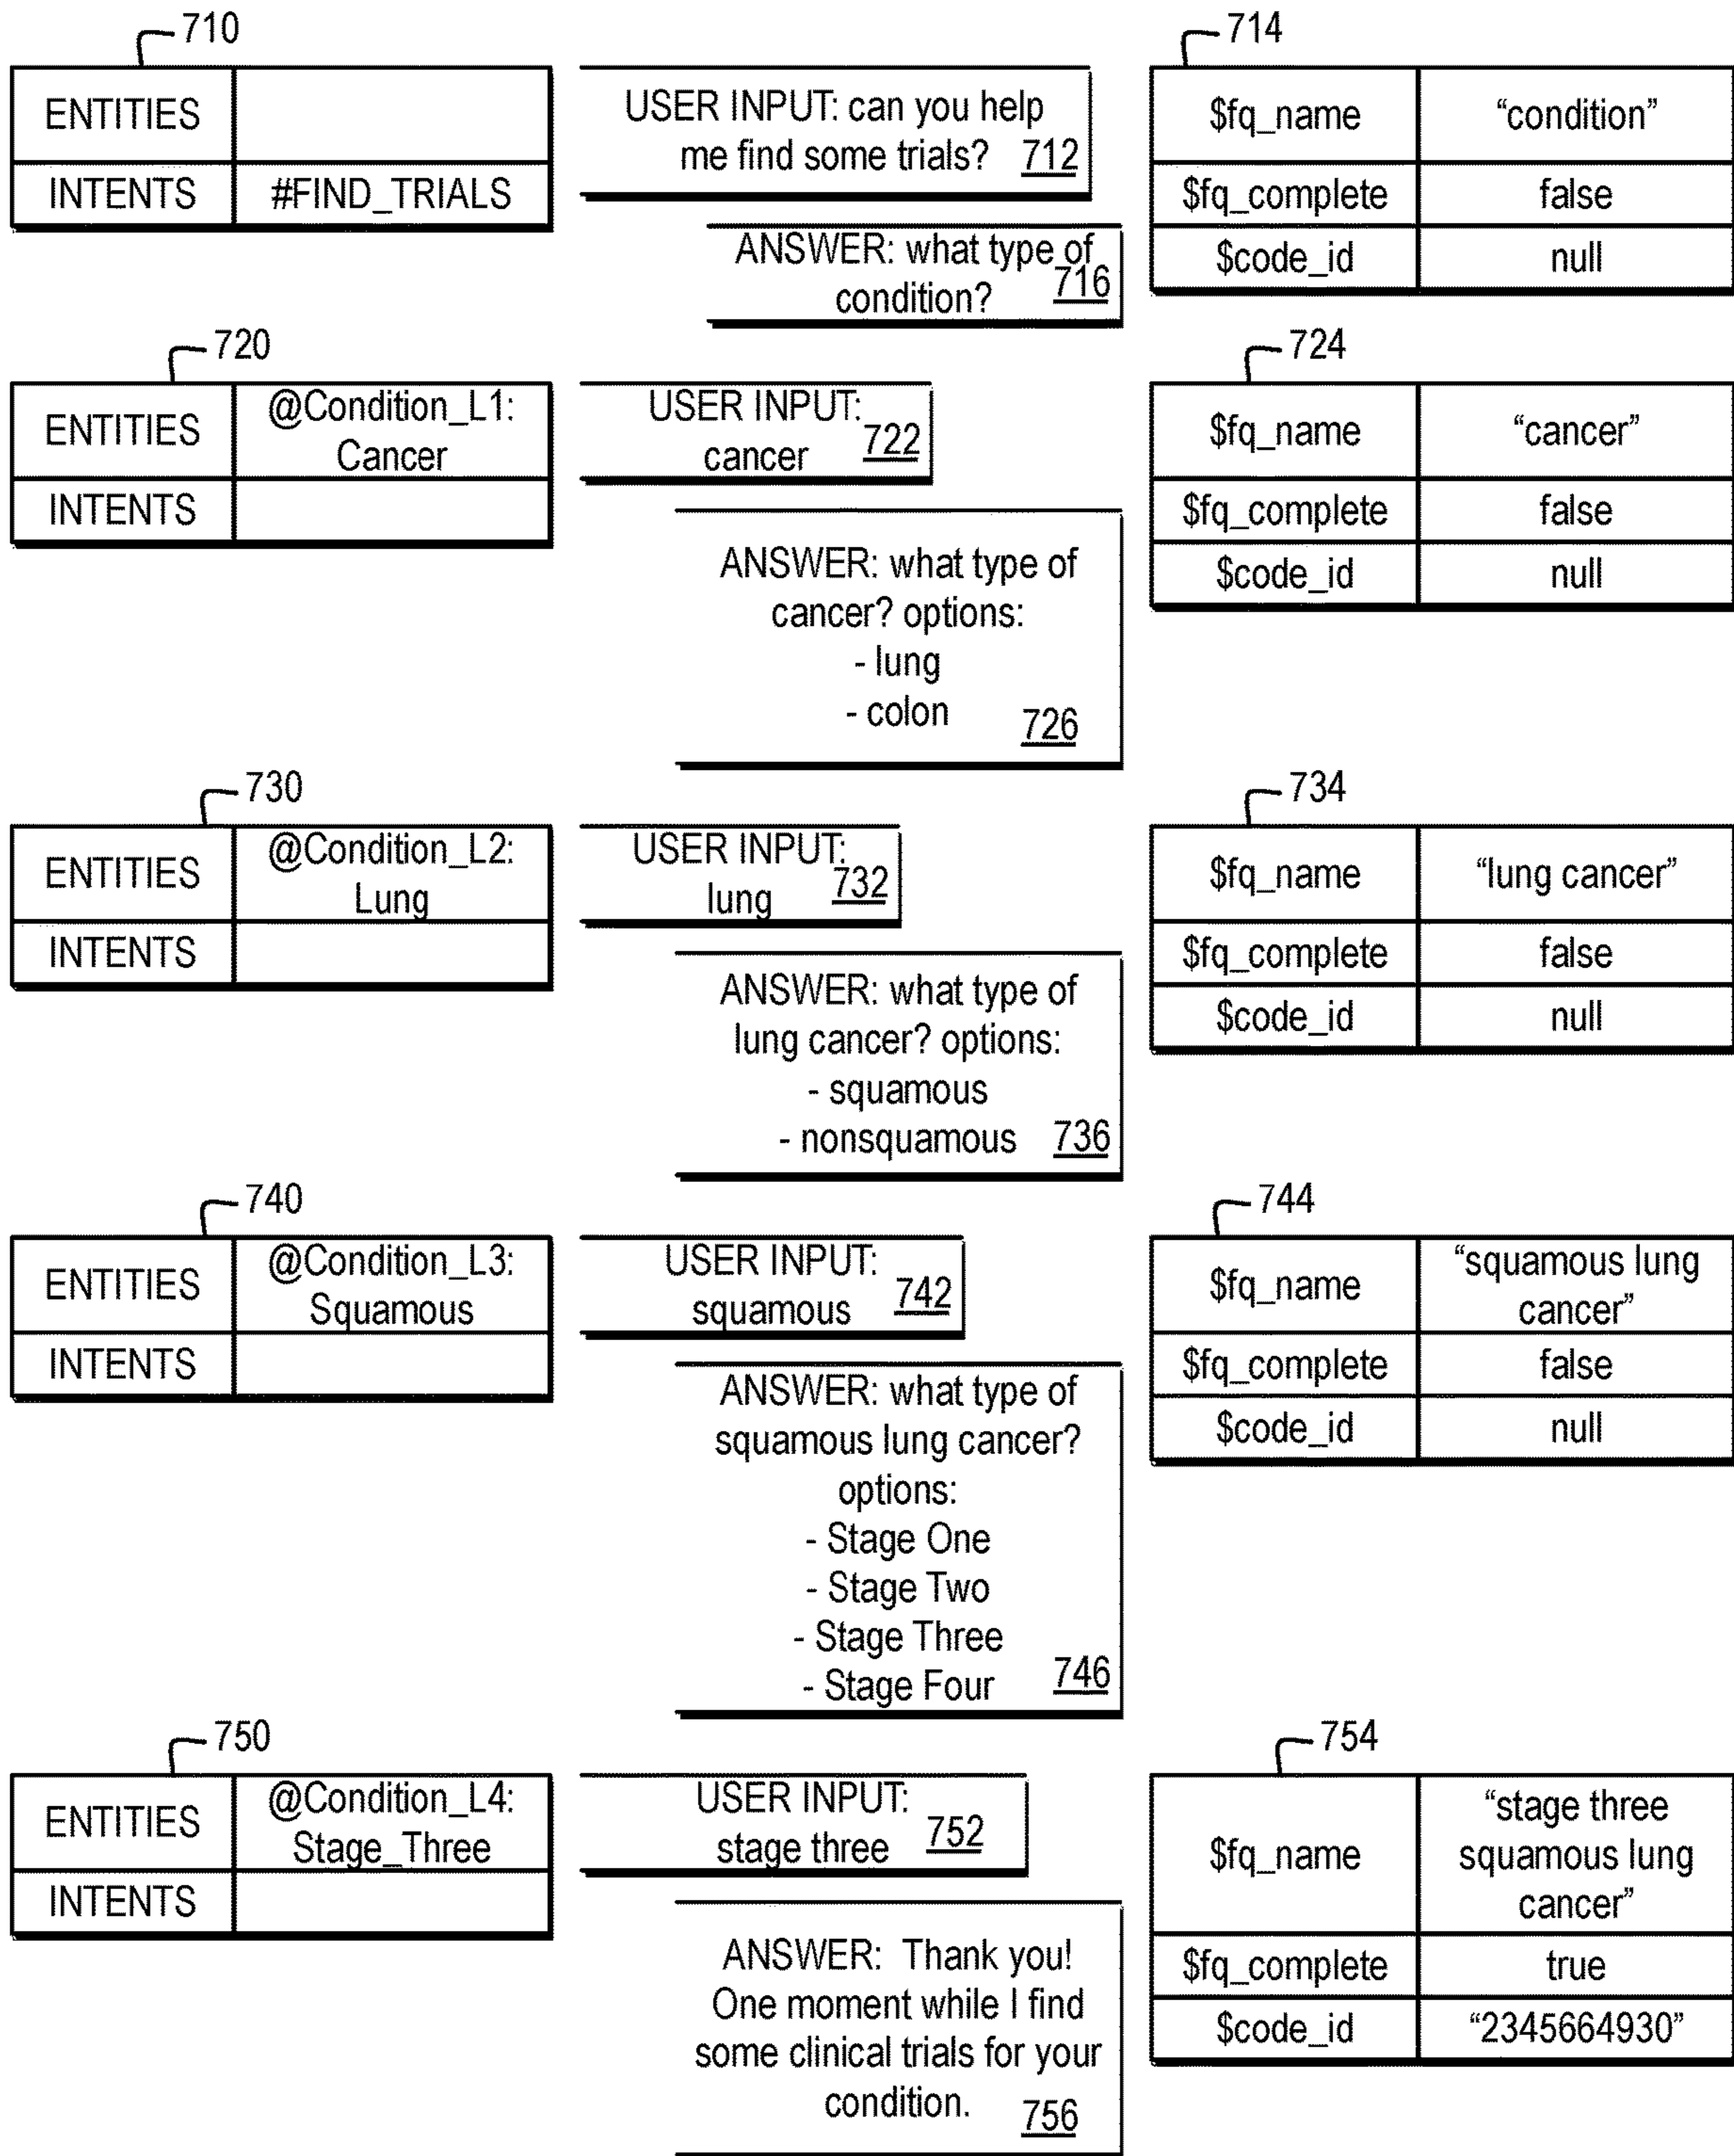 710
ENTITIES
INTENTS #FIND_TRIALS
USER INPUT: can you help
me find some trials? 712
714
$fq_name “condition”
$fq_complete false
$code_id null
ANSWER: what type of
condition? 716
720
ENTITIES @Condition_L1:
Cancer
INTENTS
USER INPUT:
cancer 722
724
$fq_name “cancer”
$fq_complete false
$code_id null
ANSWER: what type of
cancer? options:
- lung
- colon 726
730
ENTITIES @Condition_L2:
Lung
INTENTS
USER INPUT:
lung 732
734
$fq_name “lung cancer”
$fq_complete false
$code_id null
ANSWER: what type of
lung cancer? options:
- squamous
- nonsquamous 736
740
ENTITIES @Condition_L3:
Squamous
INTENTS
USER INPUT:
squamous 742
744
$fq_name “squamous lung
cancer”
$fq_complete false
$code_id null
ANSWER: what type of
squamous lung cancer?
options:
- Stage One
- Stage Two
- Stage Three
- Stage Four 746
750
ENTITIES @Condition_L4:
Stage_Three
INTENTS
USER INPUT:
stage three 752
754
$fq_name “stage three
squamous lung
cancer”
$fq_complete true
$code_id “2345664930”
ANSWER: Thank you!
One moment while I find
some clinical trials for your
condition. 756